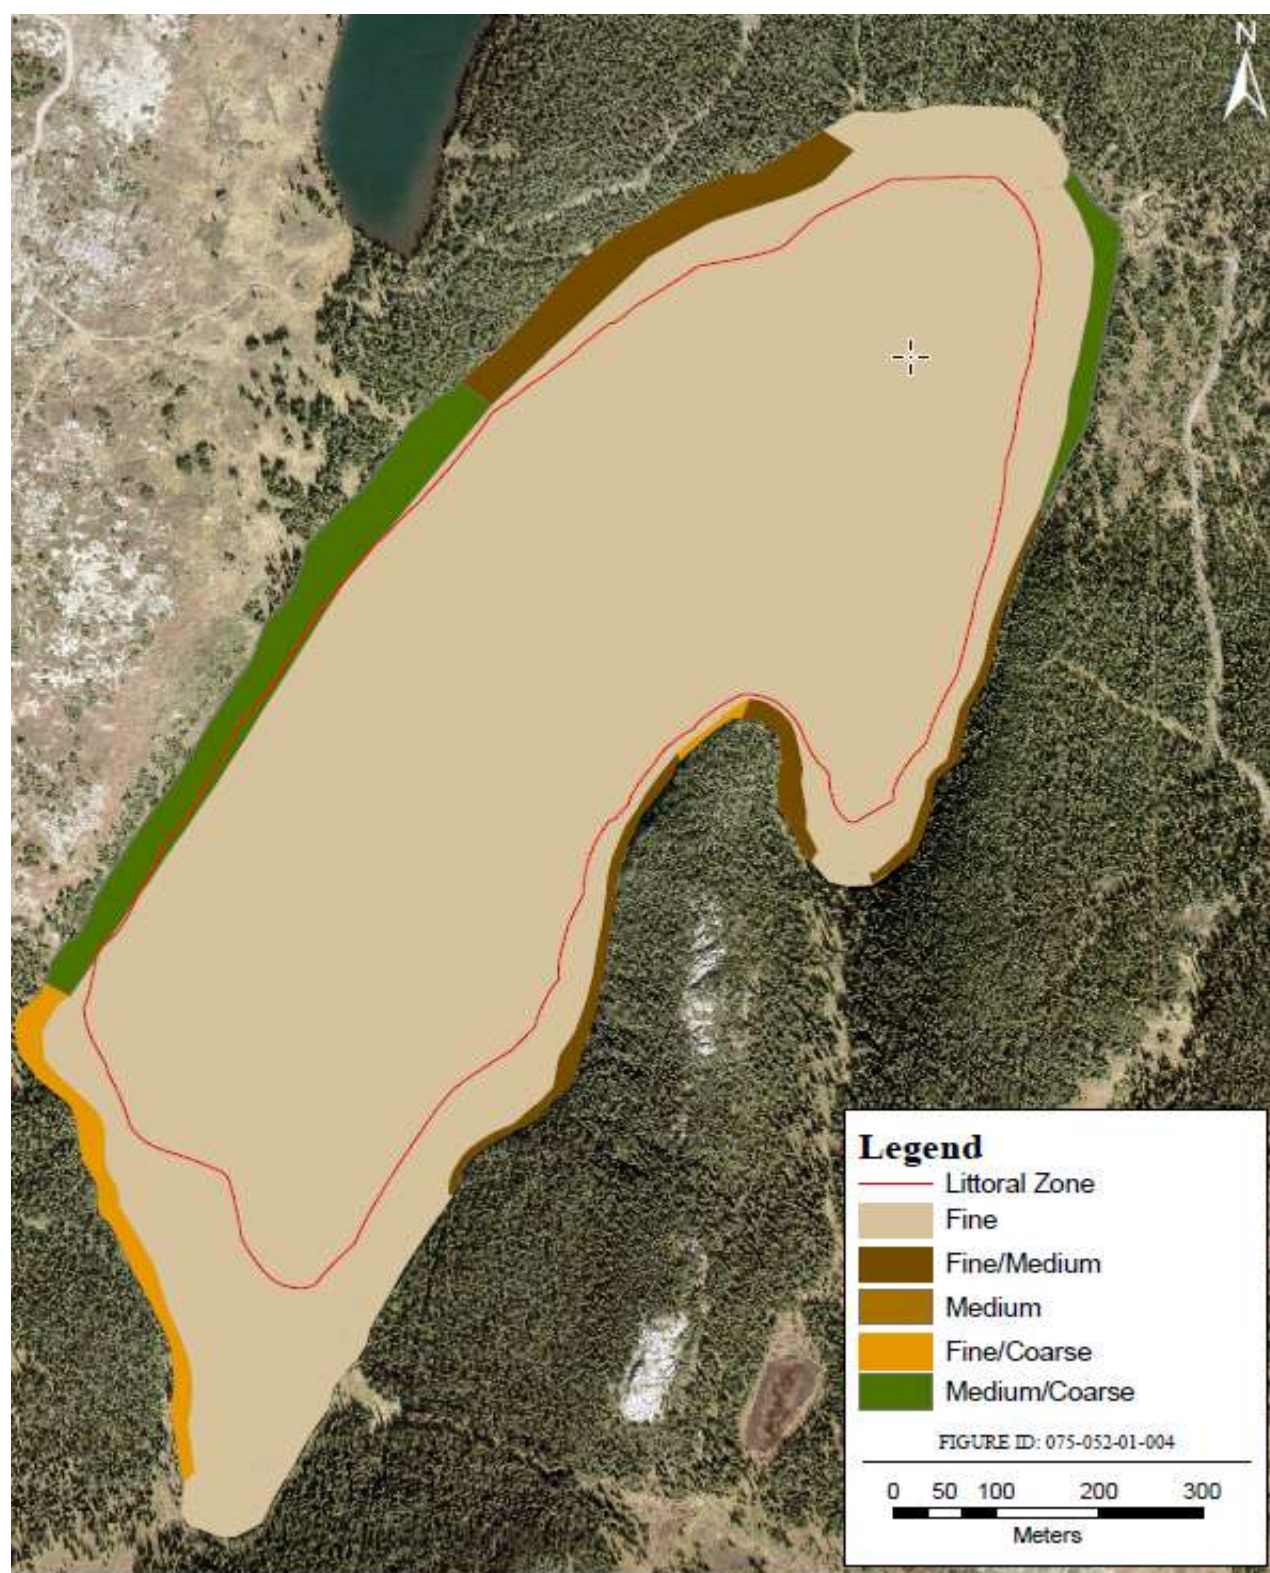 N
Legend
Littoral Zone
Fine
Fine/Medium
Medium
Fine/Coarse
Medium/Coarse
FIGURE ID: 075-052-01-004
0 50 100 200 300
Meters